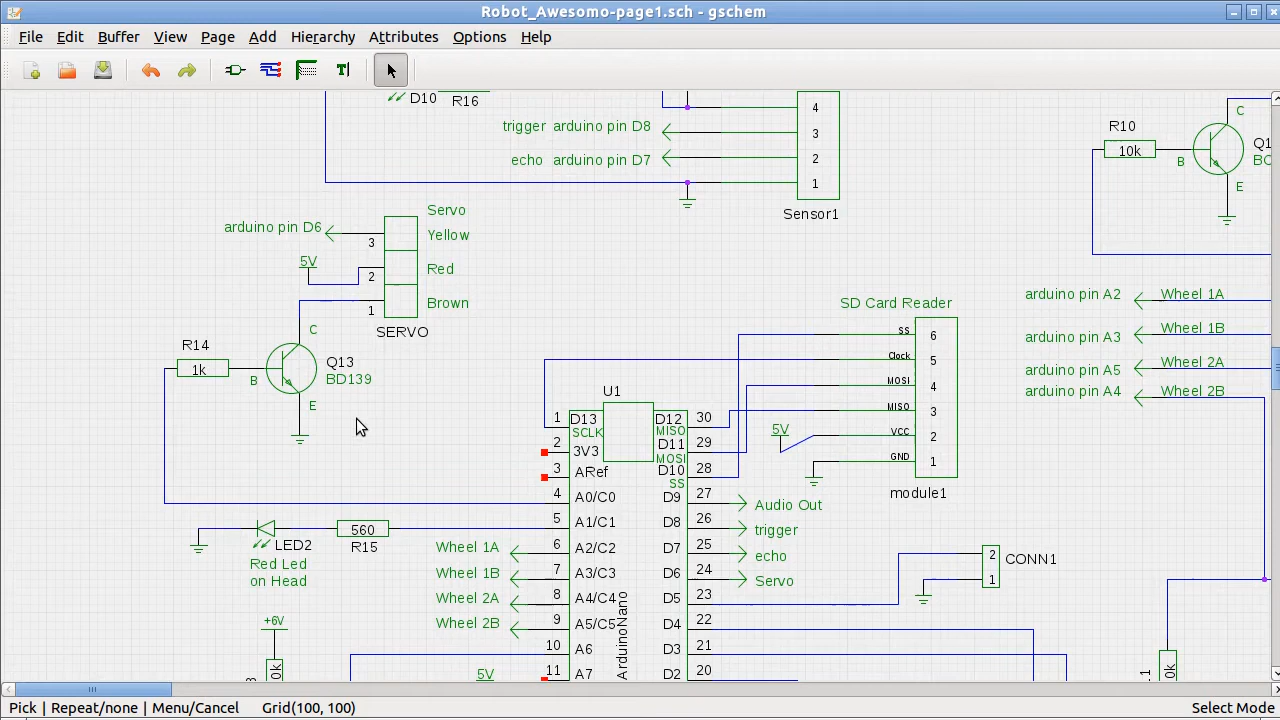 Robot_Awesomo-page1.sch - gschem
File Edit Buffer View Page Add Hierarchy Attributes Options Help
D10
R16
4
trigger arduino pin D8
3
echo arduino pin D7
2
1
Sensor1
R10
10k
C
B
E
Servo
arduino pin D6
Yellow
3
5V
Red
2
Brown
1
SERVO
R14
1k
C
B
E
Q13
BD139
SD Card Reader
SS 6
Clock 5
MOSI 4
MISO 3
5V
VCC 2
GND 1
module1
arduino pin A2 Wheel 1A
arduino pin A3 Wheel 1B
arduino pin A5 Wheel 2A
arduino pin A4 Wheel 2B
U1
1 D13 D12 30
SCLK MISO
2 3V3 D11 29
MOSI
3 ARef D10 28
SS
4 A0/C0 D9 27 Audio Out
5 A1/C1 D8 26 trigger
6 A2/C2 D7 25 echo
7 A3/C3 D6 24 Servo
8 A4/C4 D5 23
9 A5/C5 D4 22
10 A6 D3 21
11 A7 D2 20
ArduinoNano
560
LED2
R15
Red Led
on Head
Wheel 1A
Wheel 1B
Wheel 2A
Wheel 2B
5V
+6V
2
1
CONN1
Pick | Repeat/none | Menu/Cancel Grid(100, 100) Select Mode